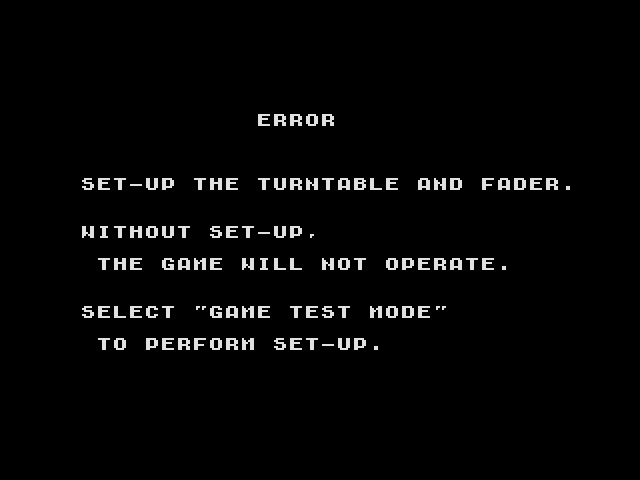 ERROR
SET-UP THE TURNTABLE AND FADER.
WITHOUT SET-UP,
THE GAME WILL NOT OPERATE.
SELECT "GAME TEST MODE"
TO PERFORM SET-UP.